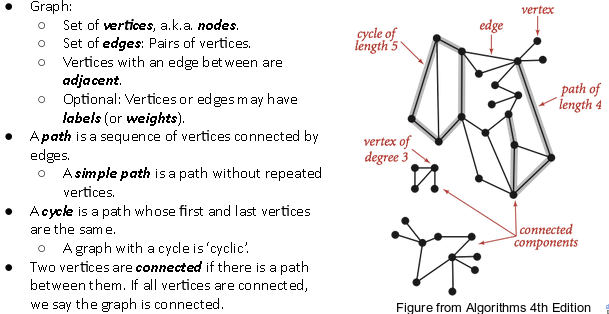 ● Graph:
○ Set of vertices, a.k.a. nodes.
○ Set of edges: Pairs of vertices.
○ Vertices with an edge between are
adjacent.
○ Optional: Vertices or edges may have
labels (or weights).
● A path is a sequence of vertices connected by
edges.
○ A simple path is a path without repeated
vertices.
● A cycle is a path whose first and last vertices
are the same.
○ A graph with a cycle is ‘cyclic’.
● Two vertices are connected if there is a path
between them. If all vertices are connected,
we say the graph is connected.
vertex
edge
cycle of
length 5
path of
length 4
vertex of
degree 3
connected
components
Figure from Algorithms 4th Edition